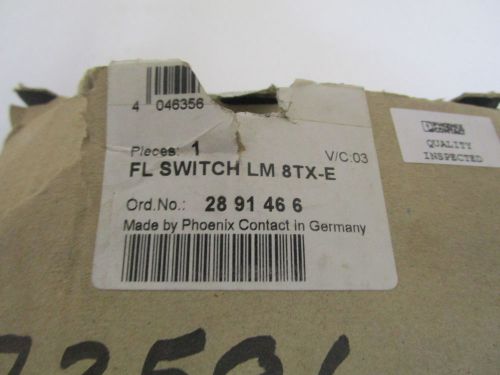 4 046356
Pieces: 1
V/C:03
FL SWITCH LM 8TX-E
Ord.No.: 28 91 46 6
Made by Phoenix Contact in Germany
QUALITY
INSPECTED